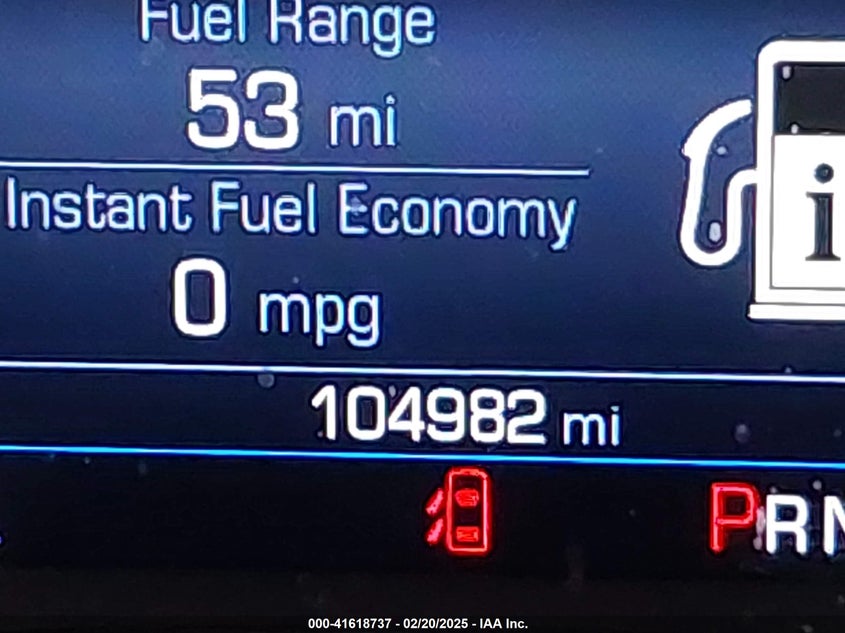 Fuel Range
53 mi
Instant Fuel Economy
0 mpg
i
104982 mi
PRN
000-41618737 - 02/20/2025 - IAA Inc.